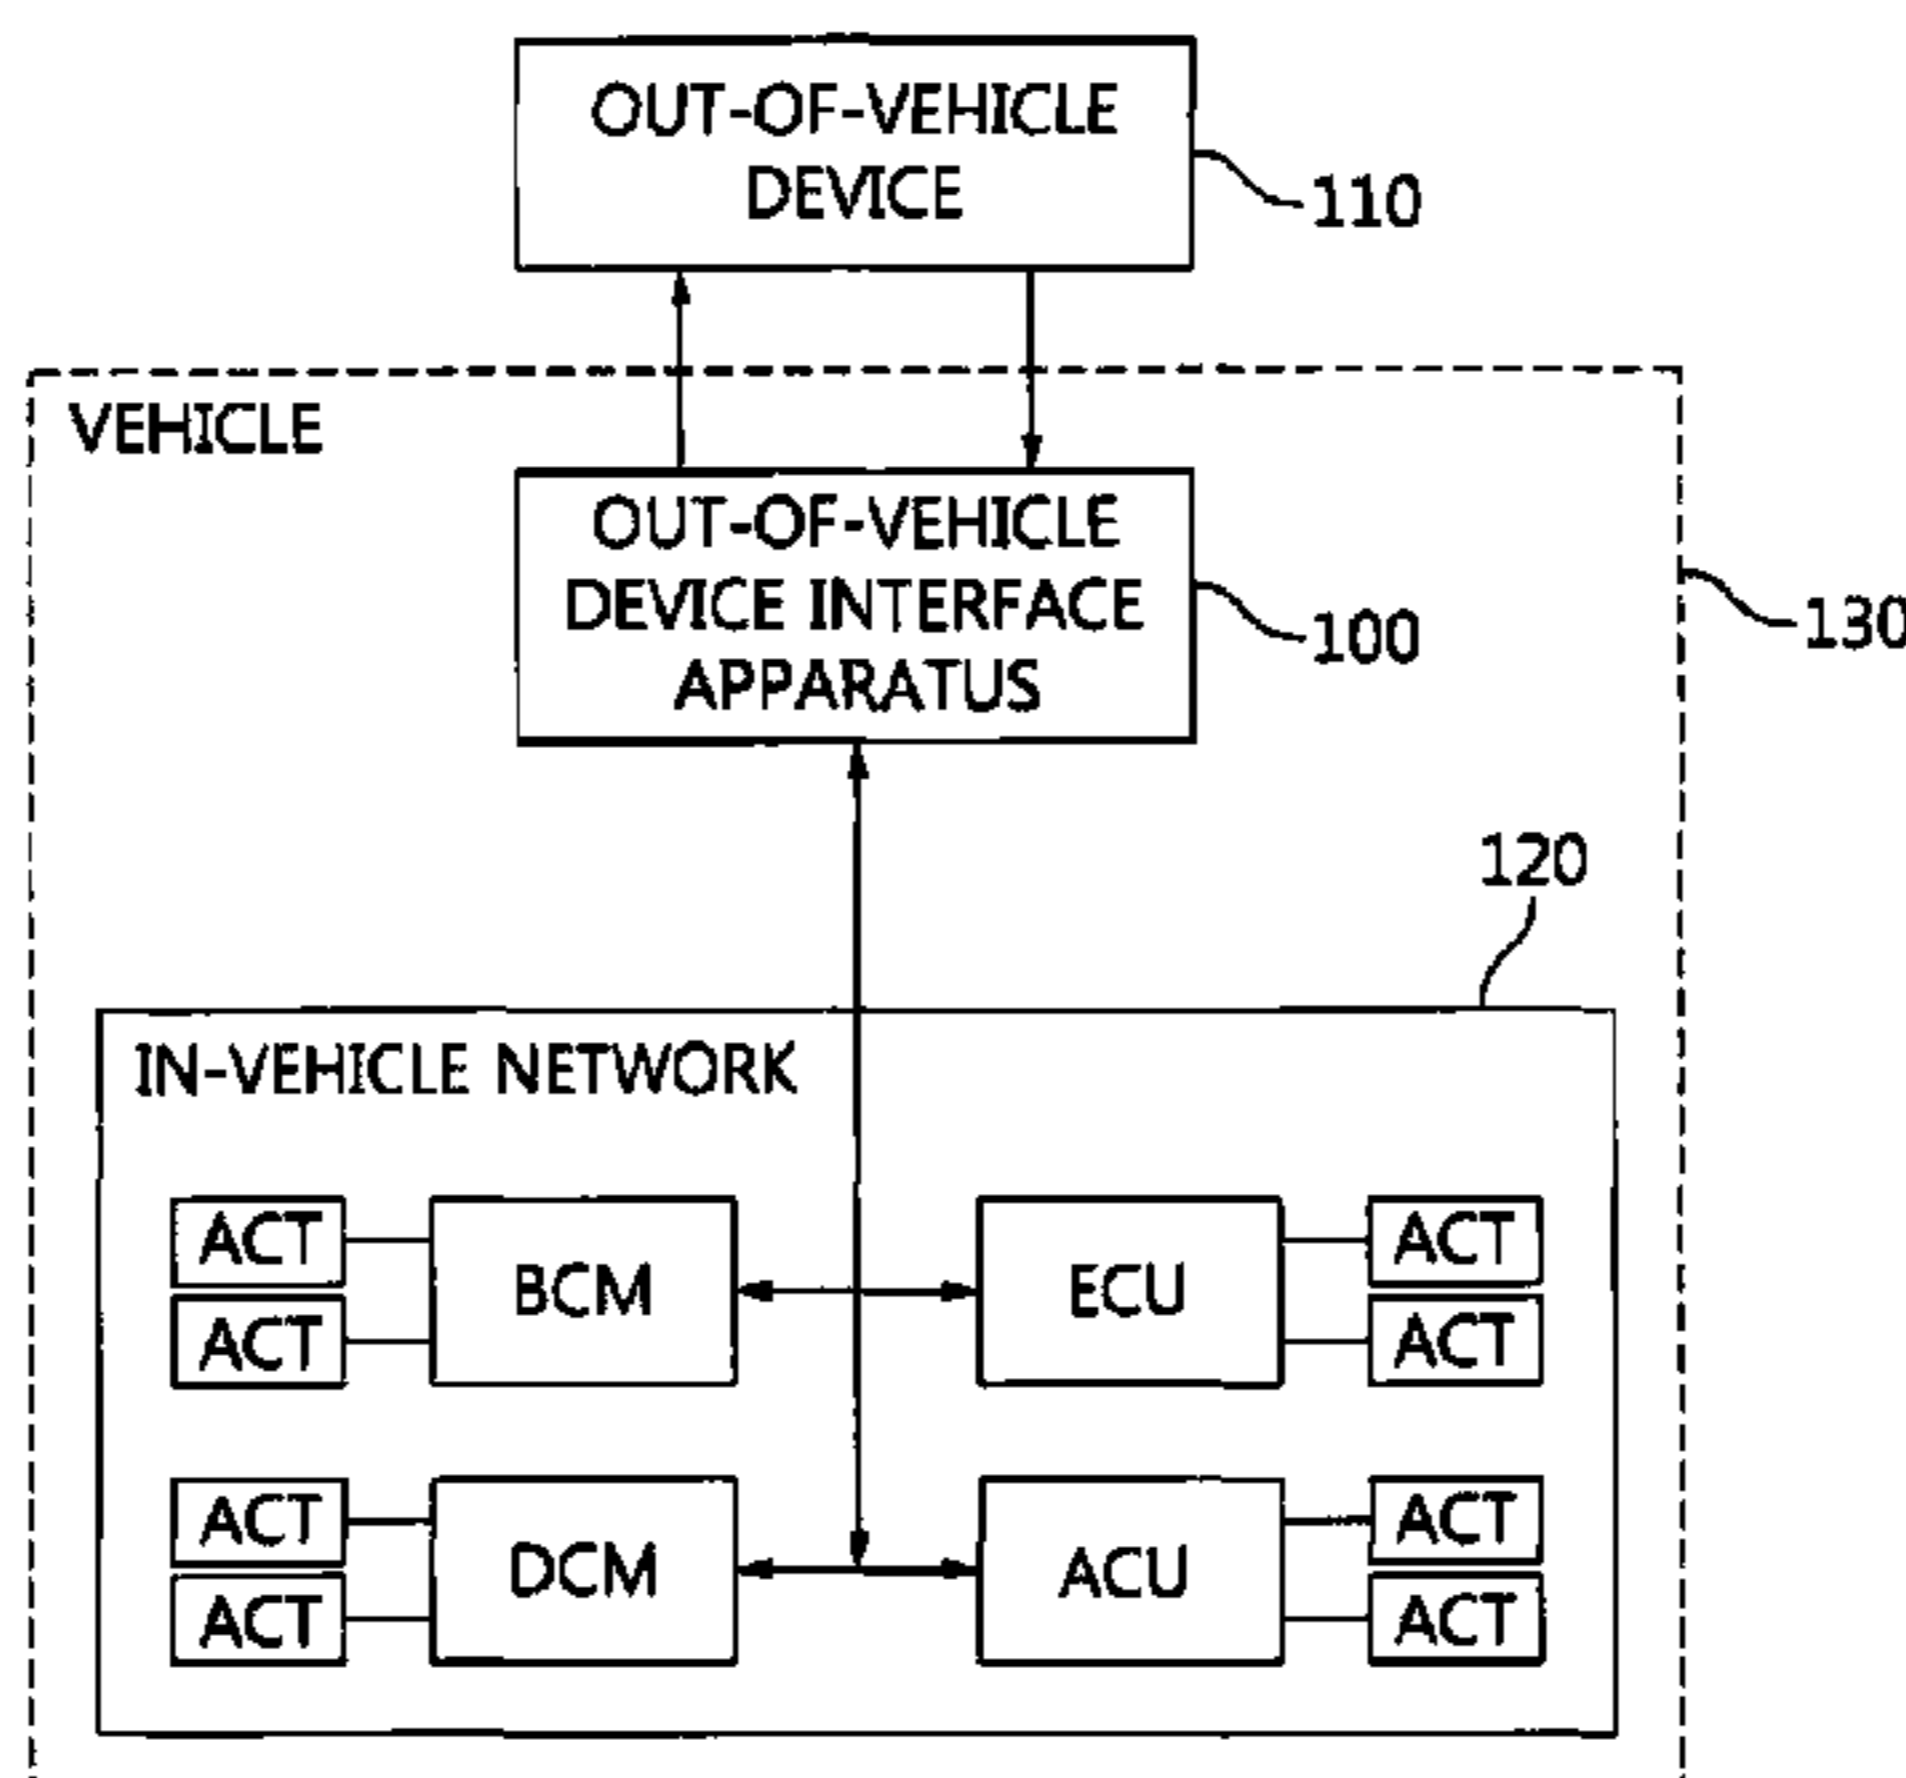 OUT-OF-VEHICLE
DEVICE
110
VEHICLE
OUT-OF-VEHICLE
DEVICE INTERFACE
APPARATUS
100
130
120
IN-VEHICLE NETWORK
ACT
ACT
BCM
ECU
ACT
ACT
ACT
ACT
DCM
ACU
ACT
ACT